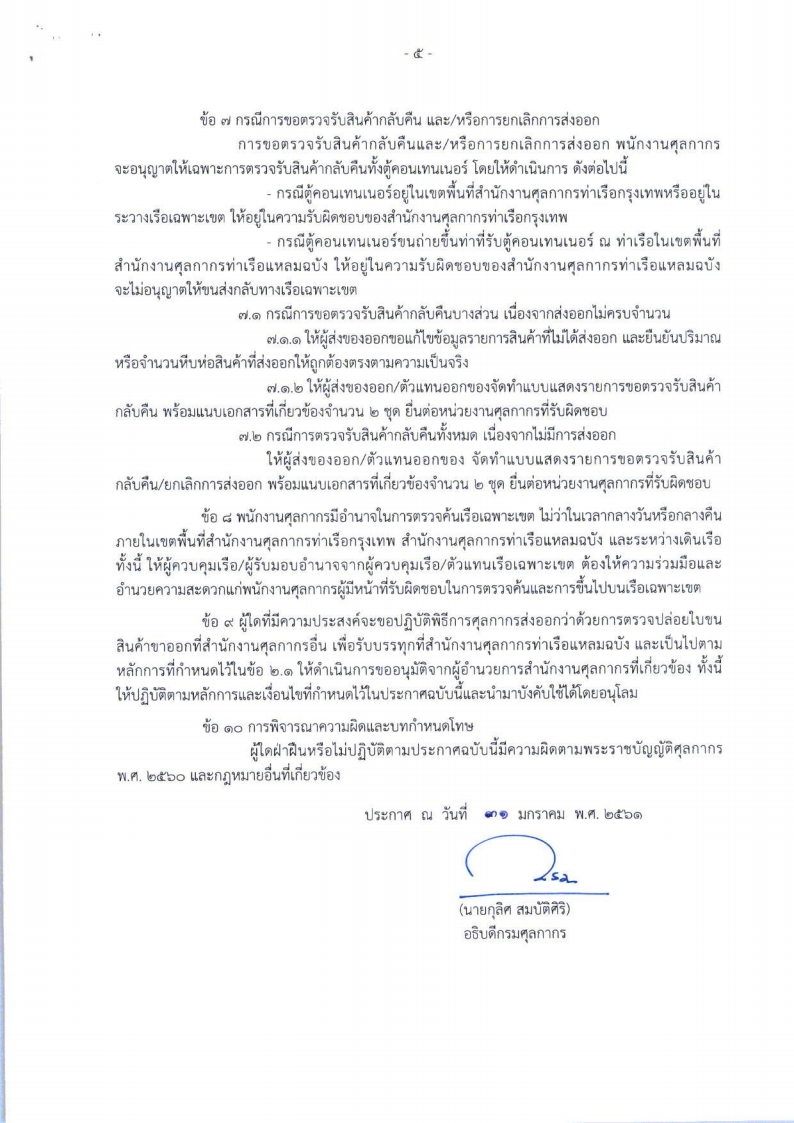 - ๕ -
ข้อ ๗ กรณีการขอตรวจรับสินค้ากลับคืน และ/หรือการยกเลิกการส่งออก
การขอตรวจรับสินค้ากลับคืนและ/หรือการยกเลิกการส่งออก พนักงานศุลกากร
จะอนุญาตให้เฉพาะการตรวจรับสินค้ากลับคืนทั้งตู้คอนเทนเนอร์ โดยให้ดำเนินการ ดังต่อไปนี้
- กรณีตู้คอนเทนเนอร์อยู่ในเขตพื้นที่สำนักงานศุลกากรท่าเรือกรุงเทพหรืออยู่ใน
ระวางเรือเฉพาะเขต ให้อยู่ในความรับผิดชอบของสำนักงานศุลกากรท่าเรือกรุงเทพ
- กรณีตู้คอนเทนเนอร์ขนถ่ายขึ้นท่าที่รับตู้คอนเทนเนอร์ ณ ท่าเรือในเขตพื้นที่
สำนักงานศุลกากรท่าเรือแหลมฉบัง ให้อยู่ในความรับผิดชอบของสำนักงานศุลกากรท่าเรือแหลมฉบัง
จะไม่อนุญาตให้ขนส่งกลับทางเรือเฉพาะเขต
๗.๑ กรณีการขอตรวจรับสินค้ากลับคืนบางส่วน เนื่องจากส่งออกไม่ครบจำนวน
๗.๑.๑ ให้ผู้ส่งของออกขอแก้ไขข้อมูลรายการสินค้าที่ไม่ได้ส่งออก และยืนยันปริมาณ
หรือจำนวนหีบห่อสินค้าที่ส่งออกให้ถูกต้องตรงตามความเป็นจริง
๗.๑.๒ ให้ผู้ส่งของออก/ตัวแทนออกของจัดทำแบบแสดงรายการขอตรวจรับสินค้า
กลับคืน พร้อมแนบเอกสารที่เกี่ยวข้องจำนวน ๒ ชุด ยื่นต่อหน่วยงานศุลกากรที่รับผิดชอบ
๗.๒ กรณีการตรวจรับสินค้ากลับคืนทั้งหมด เนื่องจากไม่มีการส่งออก
ให้ผู้ส่งของออก/ตัวแทนออกของ จัดทำแบบแสดงรายการขอตรวจรับสินค้า
กลับคืน/ยกเลิกการส่งออก พร้อมแนบเอกสารที่เกี่ยวข้องจำนวน ๒ ชุด ยื่นต่อหน่วยงานศุลกากรที่รับผิดชอบ
ข้อ ๘ พนักงานศุลกากรมีอำนาจในการตรวจค้นเรือเฉพาะเขต ไม่ว่าในเวลากลางวันหรือกลางคืน
ภายในเขตพื้นที่สำนักงานศุลกากรท่าเรือกรุงเทพ สำนักงานศุลกากรท่าเรือแหลมฉบัง และระหว่างเดินเรือ
ทั้งนี้ ให้ผู้ควบคุมเรือ/ผู้รับมอบอำนาจจากผู้ควบคุมเรือ/ตัวแทนเรือเฉพาะเขต ต้องให้ความร่วมมือและ
อำนวยความสะดวกแก่พนักงานศุลกากรผู้มีหน้าที่รับผิดชอบในการตรวจค้นและการขึ้นไปบนเรือเฉพาะเขต
ข้อ ๙ ผู้ใดที่มีความประสงค์จะขอปฏิบัติพิธีการศุลกากรส่งออกว่าด้วยการตรวจปล่อยใบขน
สินค้าขาออกที่สำนักงานศุลกากรอื่น เพื่อรับบรรทุกที่สำนักงานศุลกากรท่าเรือแหลมฉบัง และเป็นไปตาม
หลักการที่กำหนดไว้ในข้อ ๒.๑ ให้ดำเนินการขออนุมัติจากผู้อำนวยการสำนักงานศุลกากรที่เกี่ยวข้อง ทั้งนี้
ให้ปฏิบัติตามหลักการและเงื่อนไขที่กำหนดไว้ในประกาศฉบับนี้และนำมาบังคับใช้ได้โดยอนุโลม
ข้อ ๑๐ การพิจารณาความผิดและบทกำหนดโทษ
ผู้ใดฝ่าฝืนหรือไม่ปฏิบัติตามประกาศฉบับนี้มีความผิดตามพระราชบัญญัติศุลกากร
พ.ศ. ๒๕๖๐ และกฎหมายอื่นที่เกี่ยวข้อง
ประกาศ ณ วันที่ ๓๑ มกราคม พ.ศ. ๒๕๖๑
(นายกุลิศ สมบัติศิริ)
อธิบดีกรมศุลกากร